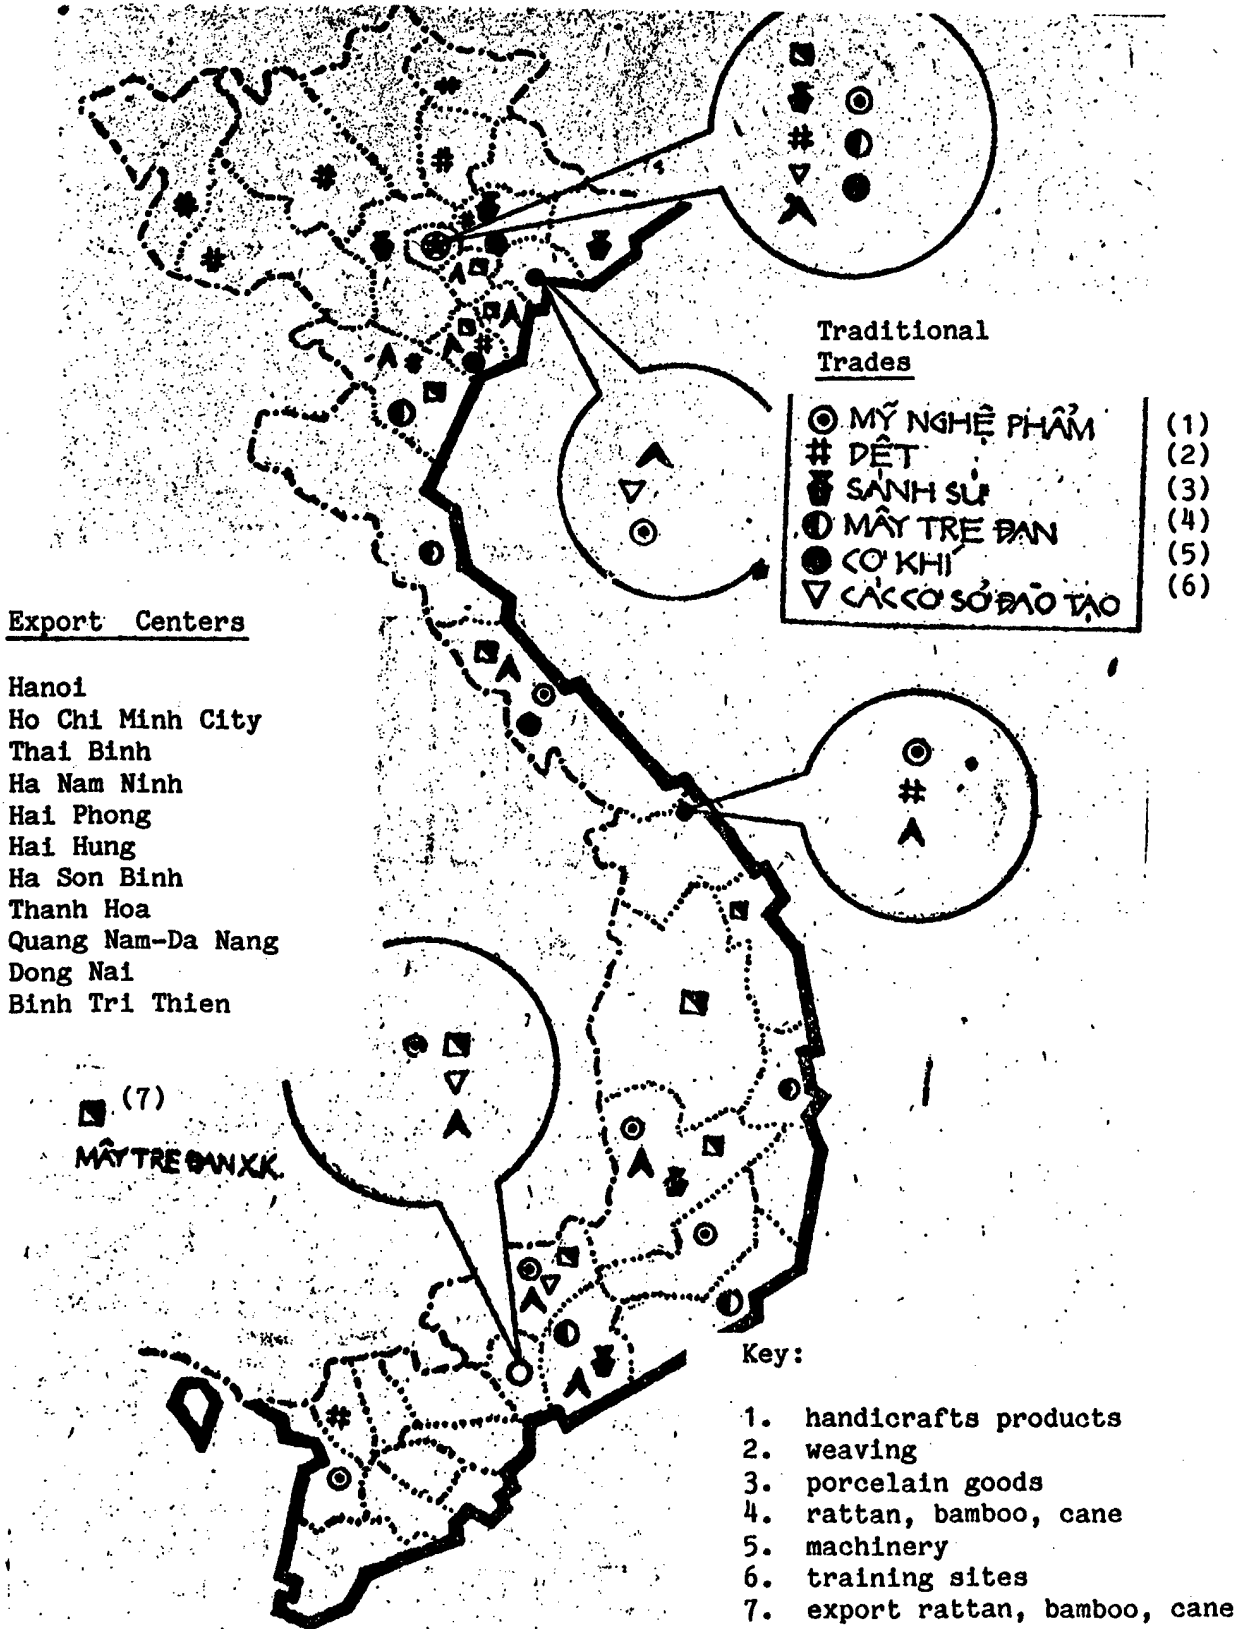 Traditional
Trades
MỸ NGHỆ PHẨM (1)
DỆT (2)
SÀNH SỨ (3)
MÂY TRE ĐAN (4)
CƠ KHÍ (5)
CÁC CƠ SỞ ĐÀO TẠO (6)
Export Centers
Hanoi
Ho Chi Minh City
Thai Binh
Ha Nam Ninh
Hai Phong
Hai Hung
Ha Son Binh
Thanh Hoa
Quang Nam-Da Nang
Dong Nai
Binh Tri Thien
(7)
MÂY TRE ĐAN X.K.
Key:
1. handicrafts products
2. weaving
3. porcelain goods
4. rattan, bamboo, cane
5. machinery
6. training sites
7. export rattan, bamboo, cane